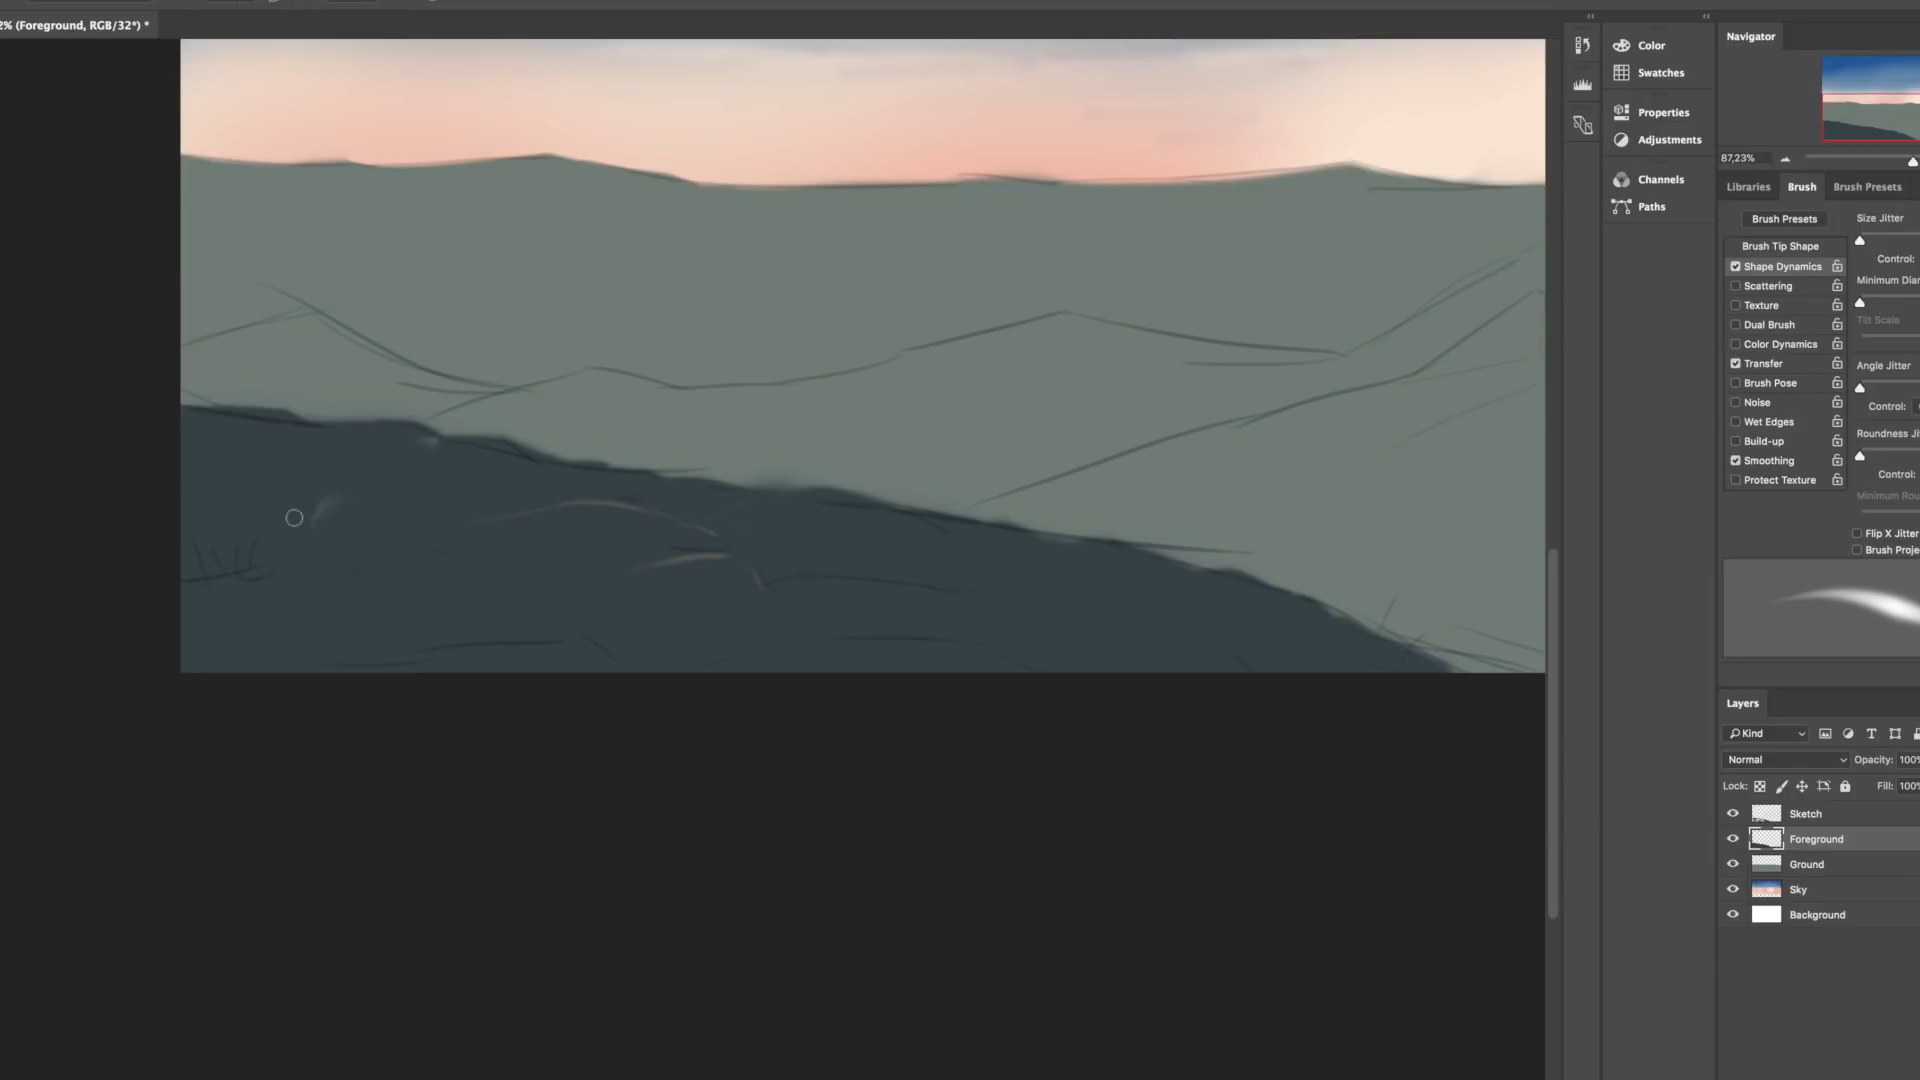 2% (Foreground, RGB/32*) *
Color
Swatches
Properties
Adjustments
Channels
Paths
Navigator
87,23%
Libraries
Brush
Brush Presets
Brush Presets
Size Jitter
Brush Tip Shape
Shape Dynamics
Control:
Scattering
Minimum Diar
Texture
Tilt Scale
Dual Brush
Color Dynamics
Transfer
Angle Jitter
Brush Pose
Noise
Control:
Wet Edges
Roundness Ji
Build-up
Smoothing
Control:
Protect Texture
Minimum Rou
Flip X Jitter
Brush Proje
Layers
Kind
Normal
Opacity: 100%
Lock:
Fill: 100%
Sketch
Foreground
Ground
Sky
Background